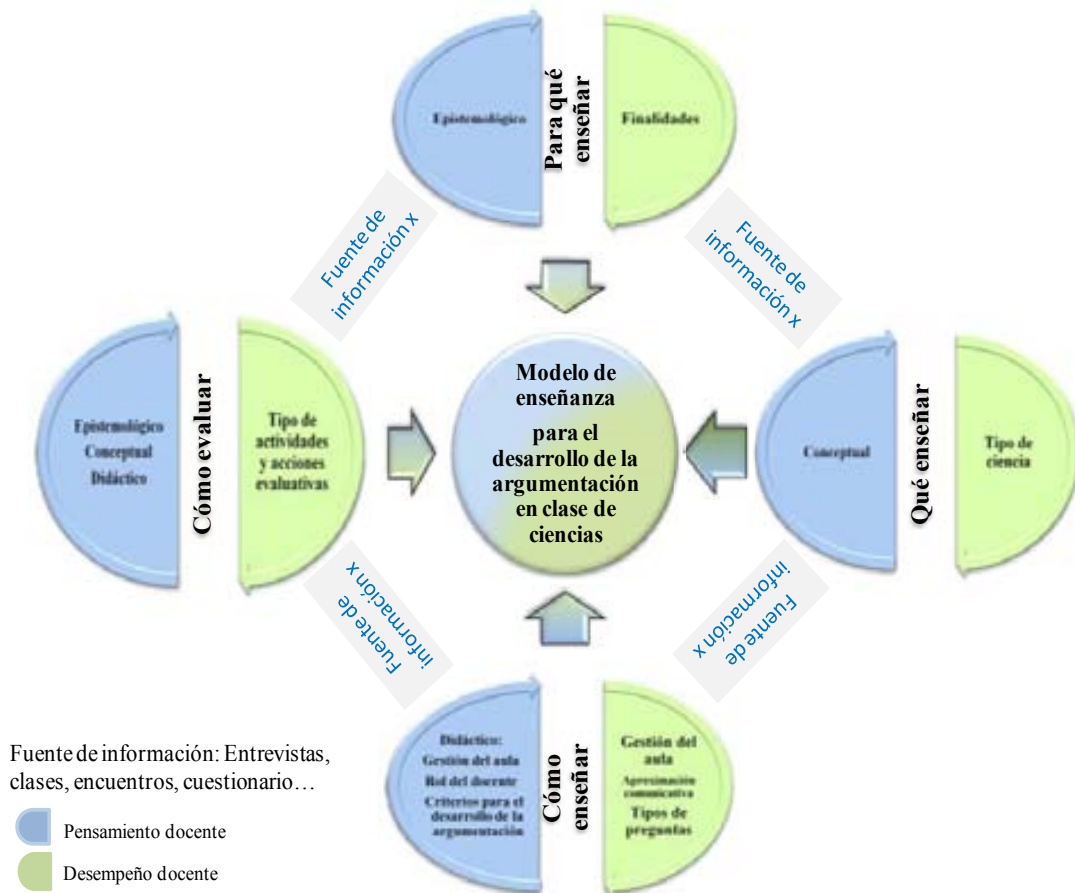 Epistemológico
Para qué
enseñar
Finalidades
Fuente de
información x
Fuente de
información x
Epistemológico
Conceptual
Didáctico
Cómo evaluar
Tipo de
actividades
y acciones
evaluativas
Modelo de
enseñanza
para el
desarrollo de la
argumentación
en clase de
ciencias
Conceptual
Qué enseñar
Tipo de
ciencia
Fuente de
información x
Fuente de
información x
Didáctico:
Gestión del aula
Rol del docente
Criterios para el
desarrollo de la
argumentación
Cómo
enseñar
Gestión del
aula
Aproximación
comunicativa
Tipos de
preguntas
Fuente de información: Entrevistas,
clases, encuentros, cuestionario…
Pensamiento docente
Desempeño docente